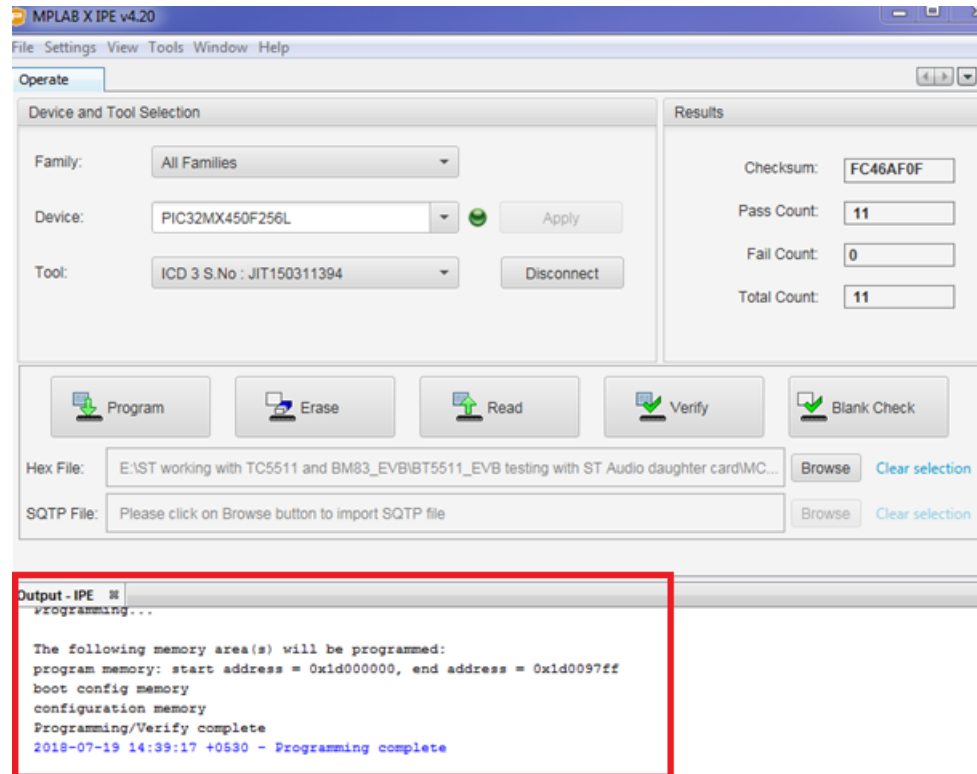 MPLAB X IPE v4.20
File Settings View Tools Window Help
Operate
Device and Tool Selection
Family: All Families
Device: PIC32MX450F256L Apply
Tool: ICD 3 S.No : JIT150311394 Disconnect
Results
Checksum: FC46AF0F
Pass Count: 11
Fail Count: 0
Total Count: 11
Program Erase Read Verify Blank Check
Hex File: E:\ST working with TC5511 and BM83_EVB\BT5511_EVB testing with ST Audio daughter card\MC... Browse Clear selection
SQTP File: Please click on Browse button to import SQTP file Browse Clear selection
Output - IPE
Programming...
The following memory area(s) will be programmed:
program memory: start address = 0x1d000000, end address = 0x1d0097ff
boot config memory
configuration memory
Programming/Verify complete
2018-07-19 14:39:17 +0530 - Programming complete